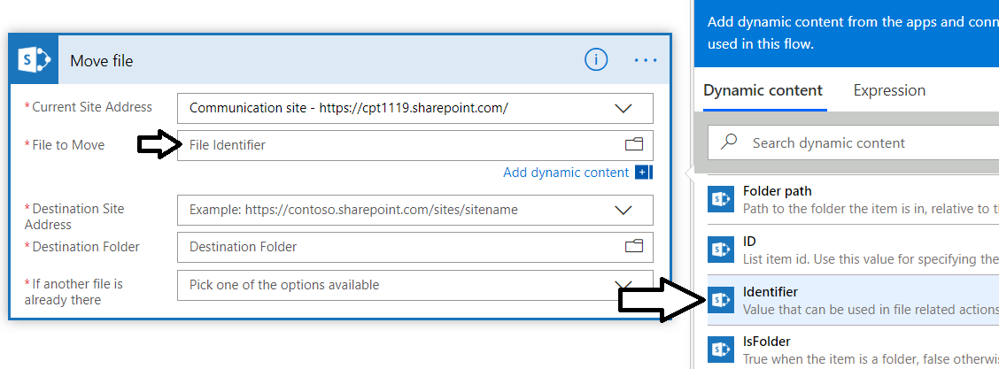 Move file
* Current Site Address
Communication site - https://cpt1119.sharepoint.com/
* File to Move
File Identifier
Add dynamic content
* Destination Site
Address
Example: https://contoso.sharepoint.com/sites/sitename
* Destination Folder
Destination Folder
* If another file is
already there
Pick one of the options available
Add dynamic content from the apps and conn
used in this flow.
Dynamic content
Expression
Search dynamic content
Folder path
Path to the folder the item is in, relative to th
ID
List item id. Use this value for specifying the
Identifier
Value that can be used in file related actions
IsFolder
True when the item is a folder, false otherwis